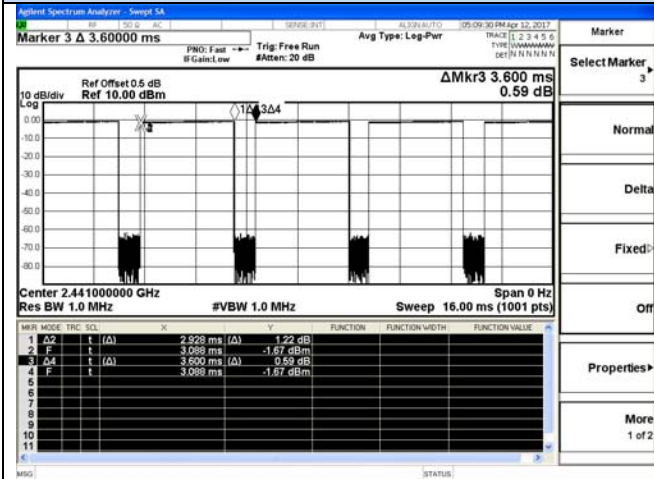 Agilent Spectrum Analyzer - Swept SA
RF 50 Ω AC SENSE:INT ALIGNAUTO 05:09:30 PM Apr 12, 2017
Marker 3 Δ 3.60000 ms
PNO: Fast
IFGain:Low
Trig: Free Run
#Atten: 20 dB
Avg Type: Log-Pwr
TRACE 1 2 3 4 5 6
TYPE
DET N N N N N N
Ref Offset 0.5 dB
10 dB/div Ref 10.00 dBm
ΔMkr3 3.600 ms
0.59 dB
Log
0.00
-10.0
-20.0
-30.0
-40.0
-50.0
-60.0
-70.0
-80.0
1Δ 3Δ4
Center 2.441000000 GHz Span 0 Hz
Res BW 1.0 MHz #VBW 1.0 MHz Sweep 16.00 ms (1001 pts)
MKR MODE TRC SCL X Y FUNCTION FUNCTION WIDTH FUNCTION VALUE
1 Δ2 t (Δ) 2.928 ms (Δ) 1.22 dB
2 F t 3.088 ms -1.67 dBm
3 Δ4 t (Δ) 3.600 ms (Δ) 0.59 dB
4 F t 3.088 ms -1.67 dBm
5
6
7
8
9
10
11
MSG STATUS
Marker
Select Marker
3
Normal
Delta
Fixed
Off
Properties
More
1 of 2